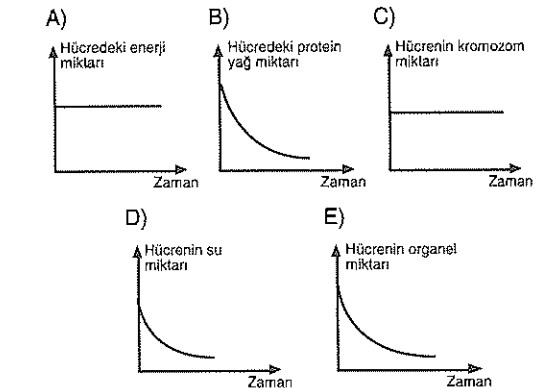 A)
Hücredeki enerji
miktarı
Zaman
B)
Hücredeki protein
yağ miktarı
Zaman
C)
Hücrenin kromozom
miktarı
Zaman
D)
Hücrenin su
miktarı
Zaman
E)
Hücrenin organel
miktarı
Zaman